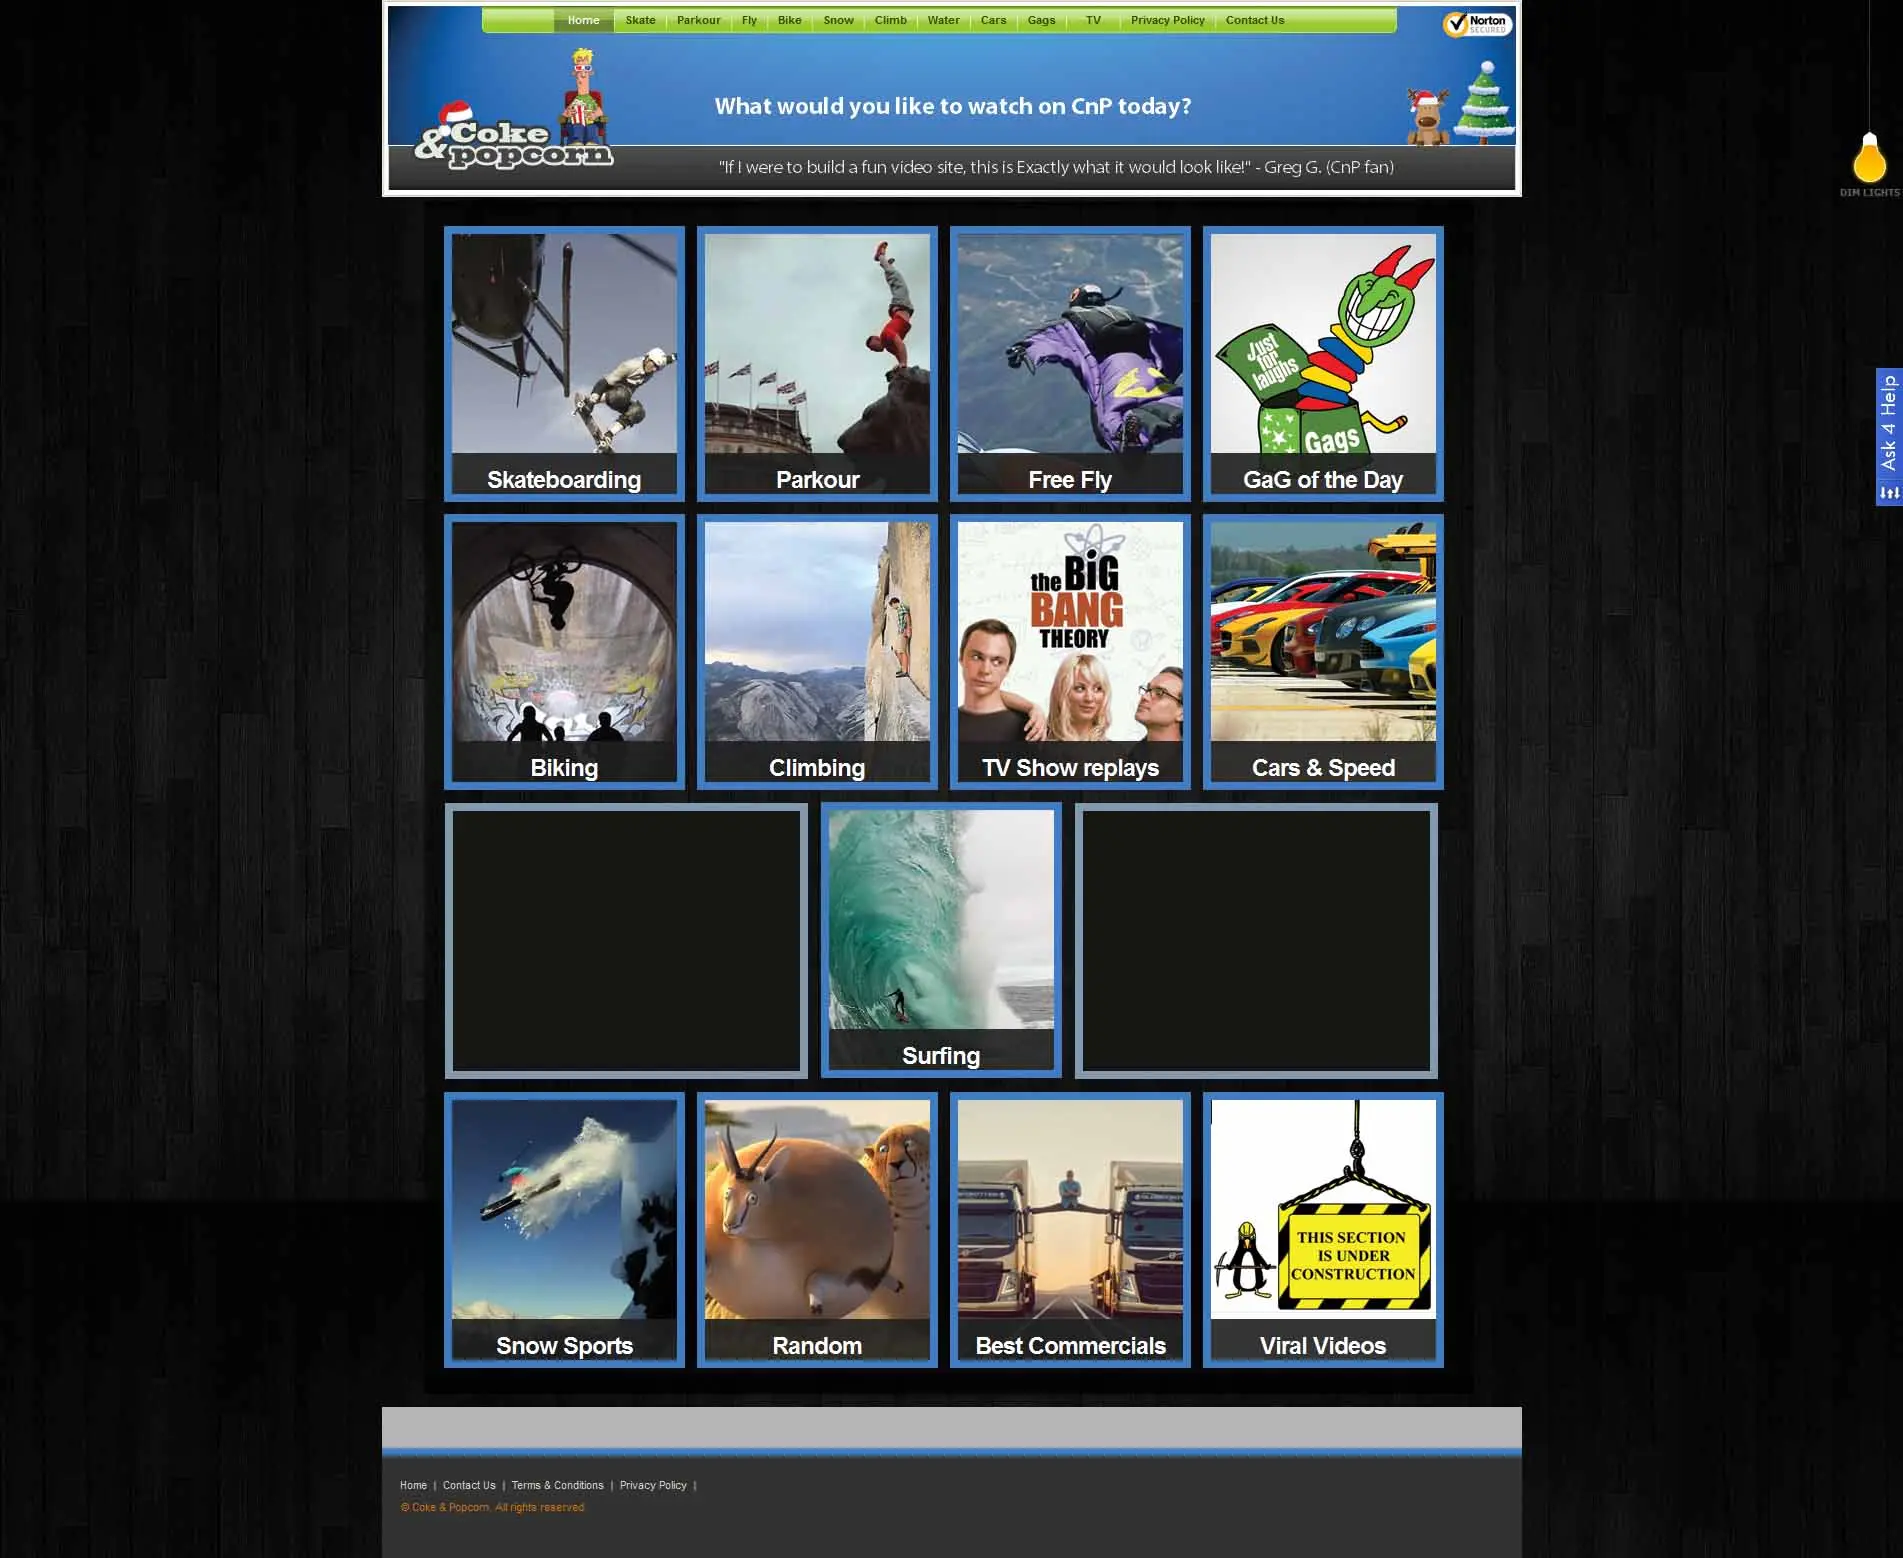 Home Skate Parkour Fly Bike Snow Climb Water Cars Gags TV Privacy Policy Contact Us
Norton
SECURED
What would you like to watch on CnP today?
&Coke
popcorn
"If I were to build a fun video site, this is Exactly what it would look like!" - Greg G. (CnP fan)
DIM LIGHTS
Ask 4 Help
Just
for
laughs
Gags
Skateboarding
Parkour
Free Fly
GaG of the Day
the BiG
BANG
THEORY
Biking
Climbing
TV Show replays
Cars & Speed
Surfing
THIS SECTION
IS UNDER
CONSTRUCTION
Snow Sports
Random
Best Commercials
Viral Videos
Home | Contact Us | Terms & Conditions | Privacy Policy |
© Coke & Popcorn. All rights reserved.